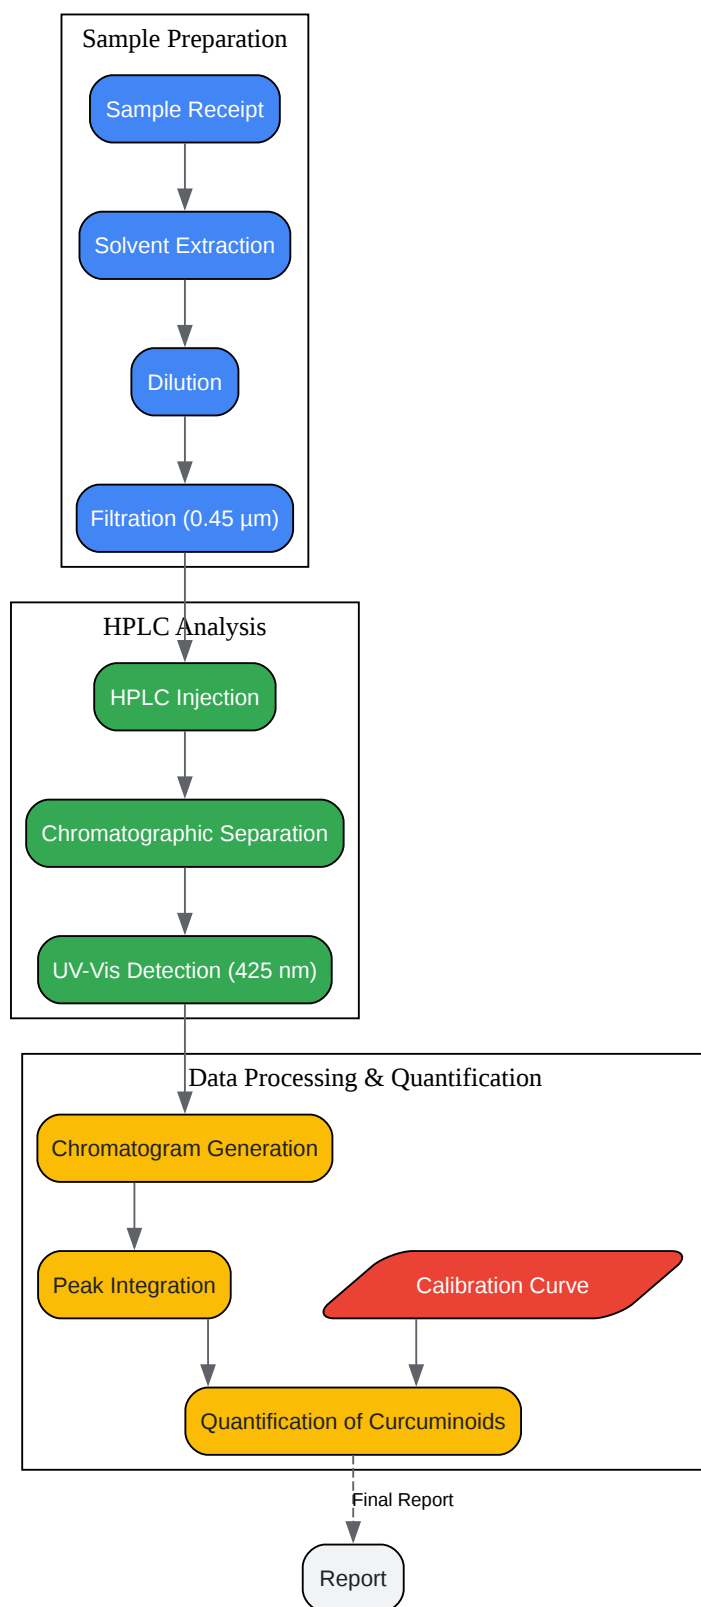 Sample Preparation
Sample Receipt
Solvent Extraction
Dilution
Filtration (0.45 µm)
HPLC Analysis
HPLC Injection
Chromatographic Separation
UV-Vis Detection (425 nm)
Data Processing & Quantification
Chromatogram Generation
Peak Integration
Calibration Curve
Quantification of Curcuminoids
Final Report
Report